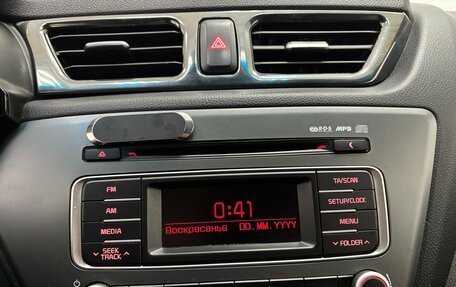 RDS MP3
FM
TA/SCAN
0:41
SETUP/CLOCK
AM
MEDIA
Воскресенье DD.MM.YYYY
MENU
SEEK
TRACK
FOLDER